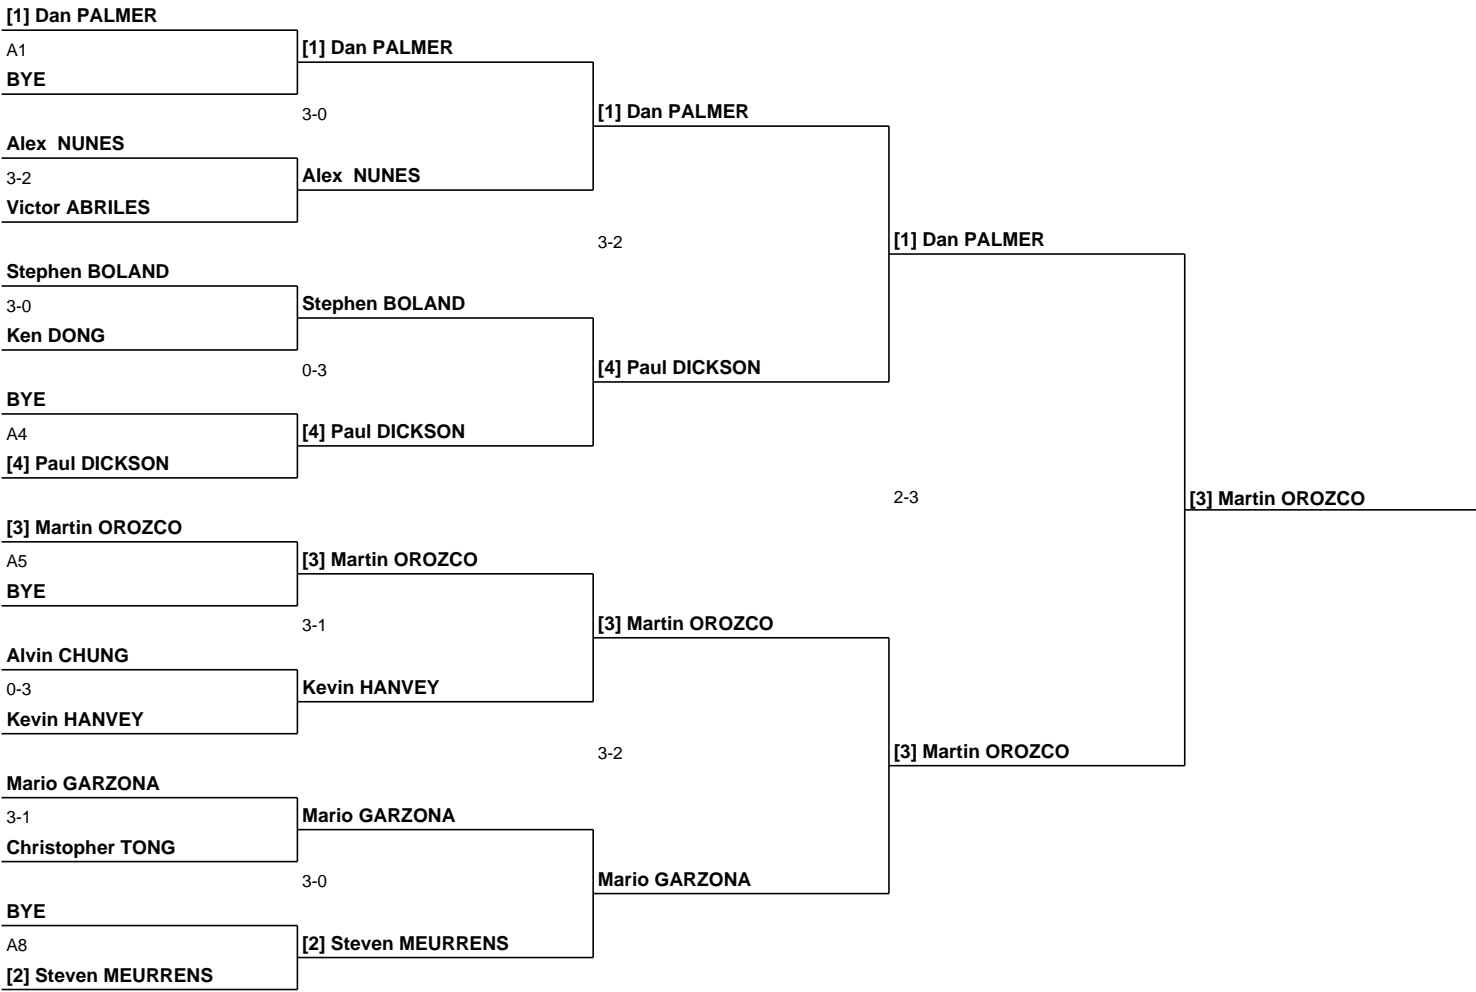 [1] Dan PALMER
A1
[1] Dan PALMER
BYE
3-0
[1] Dan PALMER
Alex  NUNES
3-2
Alex  NUNES
Victor ABRILES
3-2
[1] Dan PALMER
Stephen BOLAND
3-0
Stephen BOLAND
Ken DONG
0-3
[4] Paul DICKSON
BYE
A4
[4] Paul DICKSON
[4] Paul DICKSON
2-3
[3] Martin OROZCO
[3] Martin OROZCO
A5
[3] Martin OROZCO
BYE
3-1
[3] Martin OROZCO
Alvin CHUNG
0-3
Kevin HANVEY
Kevin HANVEY
3-2
[3] Martin OROZCO
Mario GARZONA
3-1
Mario GARZONA
Christopher TONG
3-0
Mario GARZONA
BYE
A8
[2] Steven MEURRENS
[2] Steven MEURRENS